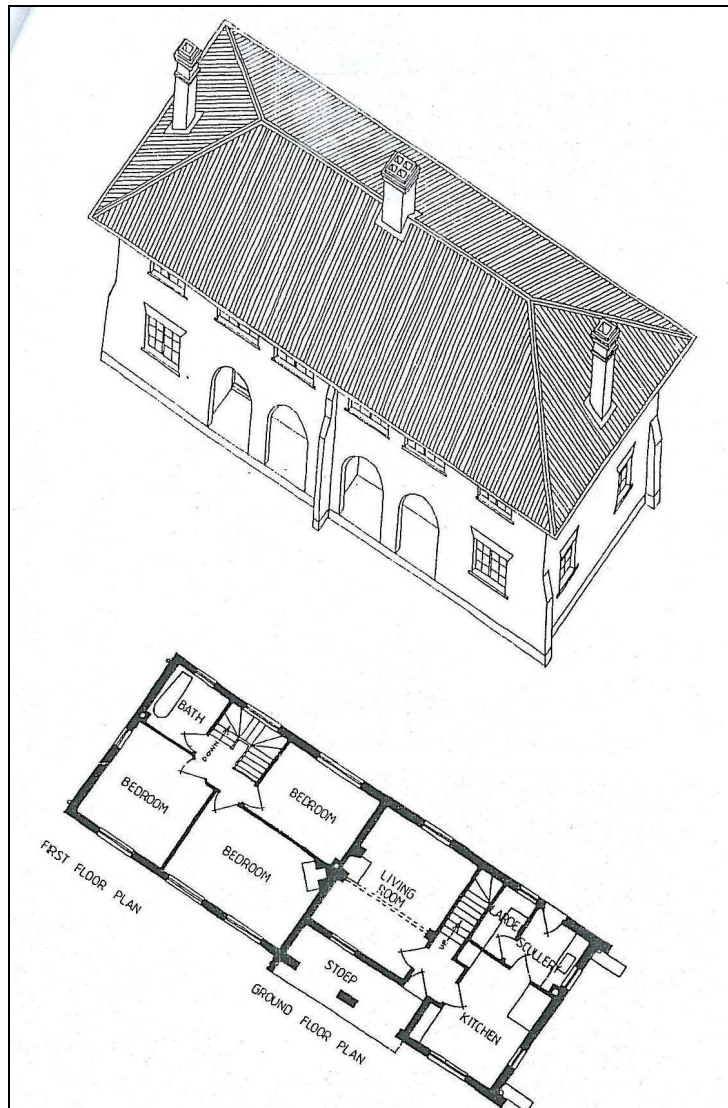 BATH
DOWN
BEDROOM
BEDROOM
BEDROOM
FIRST FLOOR PLAN
LIVING
ROOM
UP
LARDER
SCULLERY
STOEP
KITCHEN
GROUND FLOOR PLAN